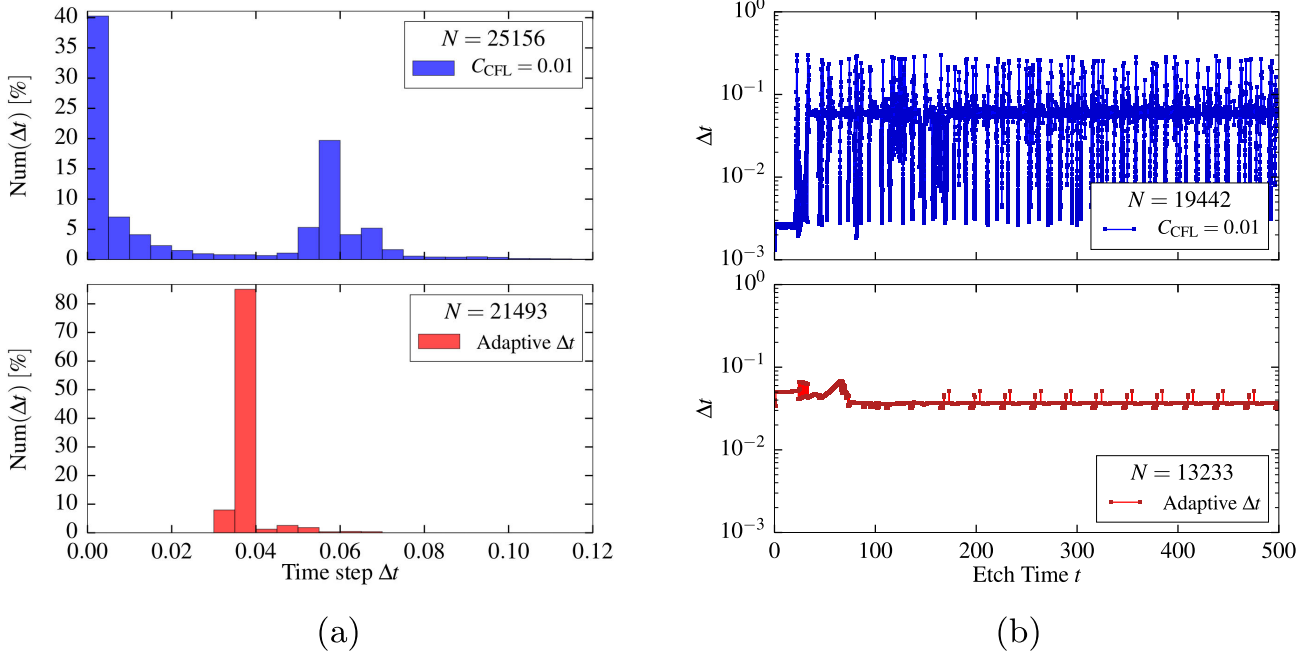 40
35
30
25
20
15
10
5
0
Num(Δt) [%]
N = 25156
C_CFL = 0.01
80
70
60
50
40
30
20
10
0
Num(Δt) [%]
N = 21493
Adaptive Δt
0.00 0.02 0.04 0.06 0.08 0.10 0.12
Time step Δt
(a)
10^0
10^−1
10^−2
10^−3
Δt
N = 19442
C_CFL = 0.01
10^0
10^−1
10^−2
10^−3
Δt
N = 13233
Adaptive Δt
0 100 200 300 400 500
Etch Time t
(b)